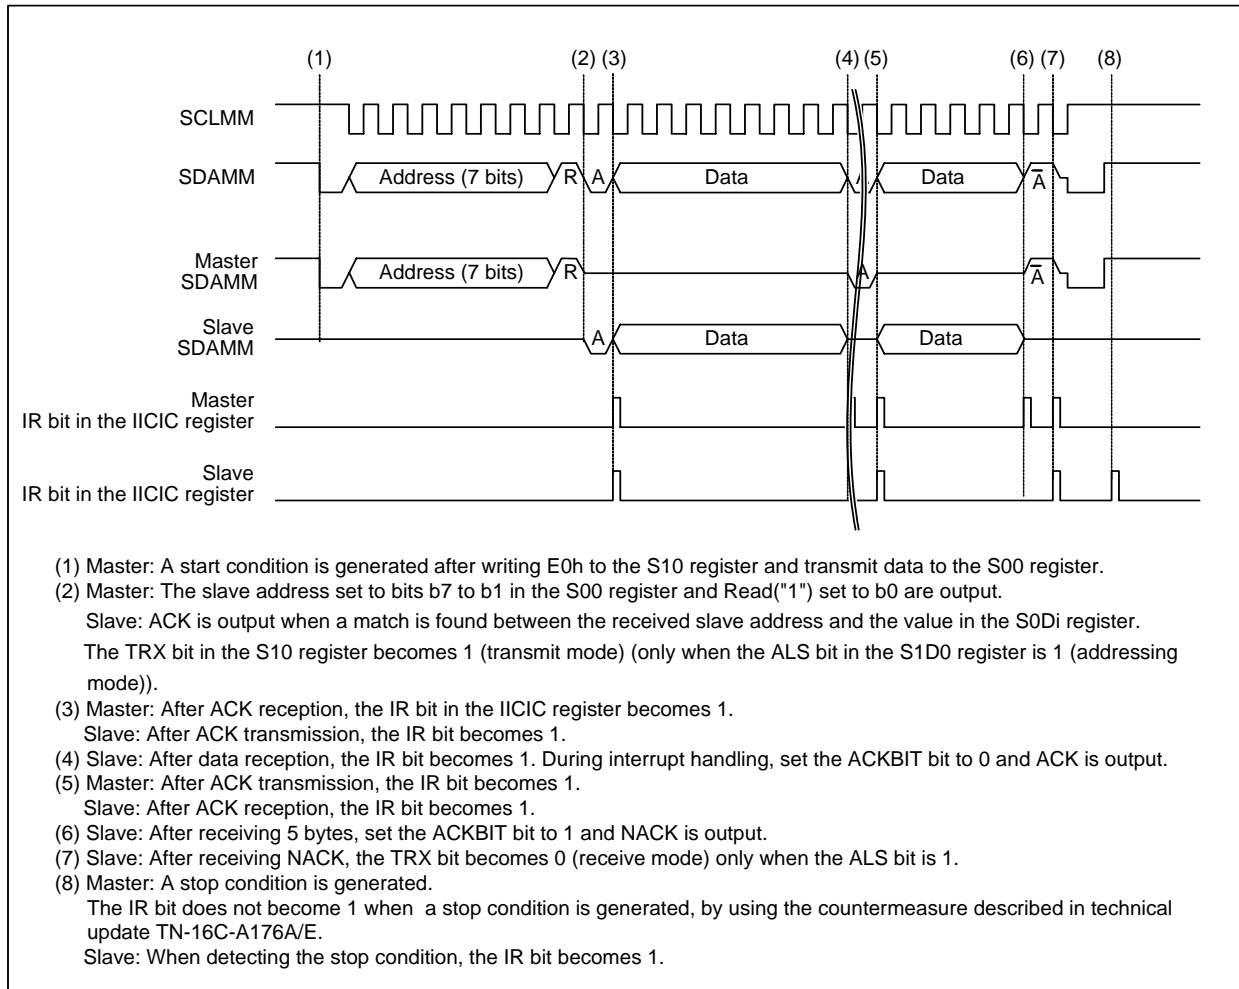 (1) (2) (3) (4) (5) (6) (7) (8)
SCLMM
SDAMM Address (7 bits) R A Data A Data A
Master
SDAMM Address (7 bits) R A A
Slave
SDAMM A Data Data
Master
IR bit in the IICIC register
Slave
IR bit in the IICIC register
(1) Master: A start condition is generated after writing E0h to the S10 register and transmit data to the S00 register.
(2) Master: The slave address set to bits b7 to b1 in the S00 register and Read("1") set to b0 are output.
Slave: ACK is output when a match is found between the received slave address and the value in the S0Di register.
The TRX bit in the S10 register becomes 1 (transmit mode) (only when the ALS bit in the S1D0 register is 1 (addressing
mode)).
(3) Master: After ACK reception, the IR bit in the IICIC register becomes 1.
Slave: After ACK transmission, the IR bit becomes 1.
(4) Slave: After data reception, the IR bit becomes 1. During interrupt handling, set the ACKBIT bit to 0 and ACK is output.
(5) Master: After ACK transmission, the IR bit becomes 1.
Slave: After ACK reception, the IR bit becomes 1.
(6) Slave: After receiving 5 bytes, set the ACKBIT bit to 1 and NACK is output.
(7) Slave: After receiving NACK, the TRX bit becomes 0 (receive mode) only when the ALS bit is 1.
(8) Master: A stop condition is generated.
The IR bit does not become 1 when a stop condition is generated, by using the countermeasure described in technical
update TN-16C-A176A/E.
Slave: When detecting the stop condition, the IR bit becomes 1.